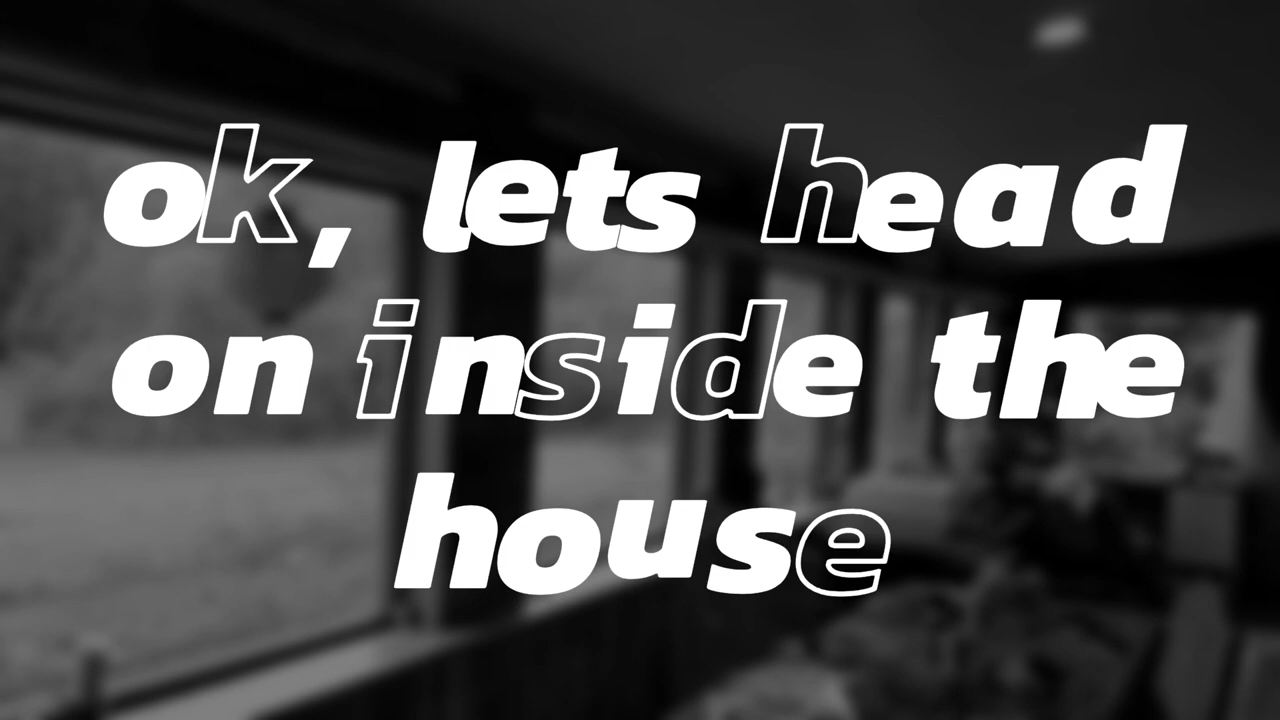 ok, lets head
on inside the
house